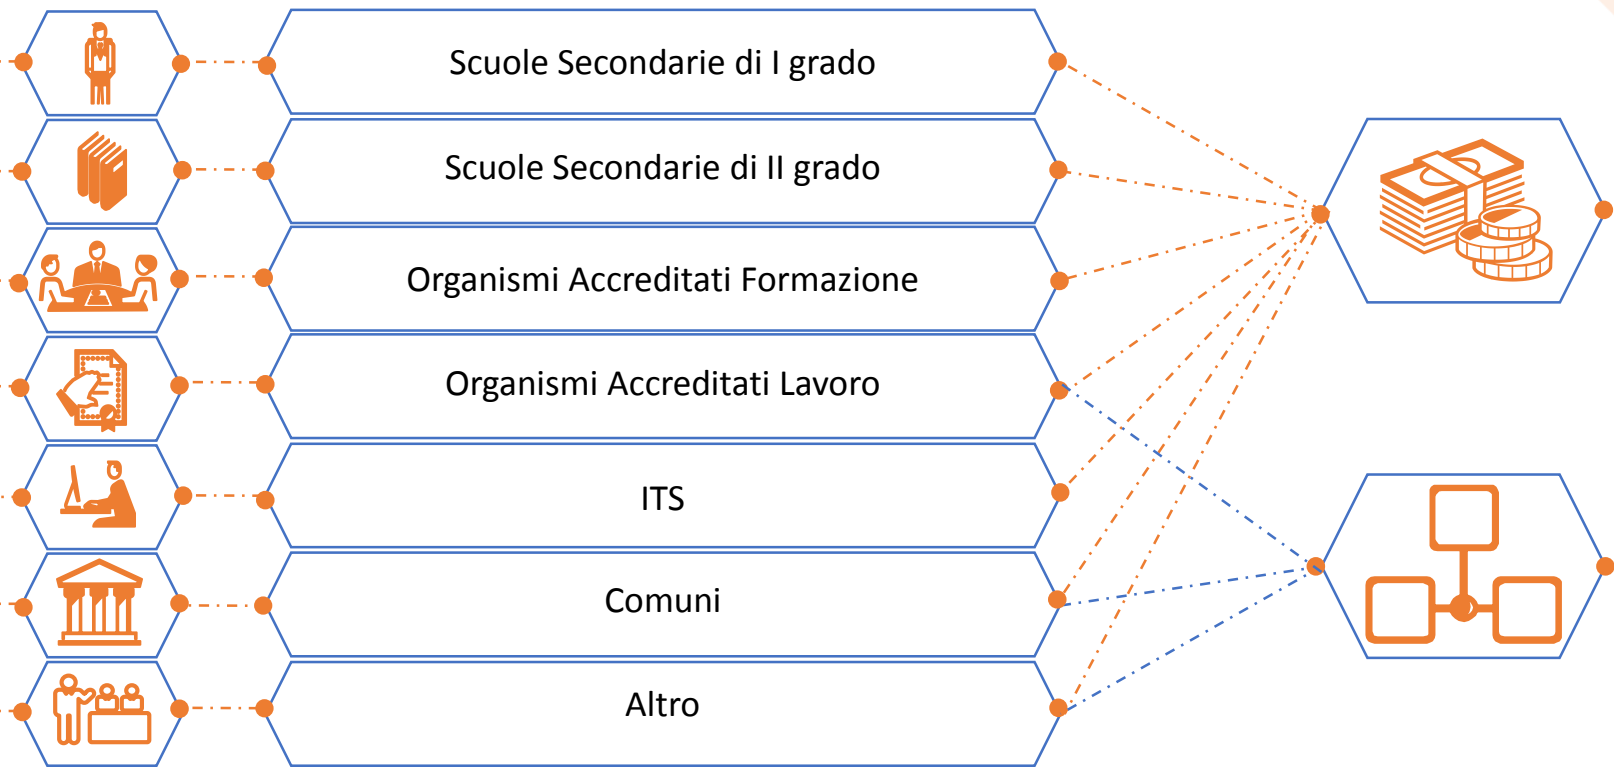 Scuole Secondarie di I grado
Scuole Secondarie di II grado
Organismi Accreditati Formazione
Organismi Accreditati Lavoro
ITS
Comuni
Altro